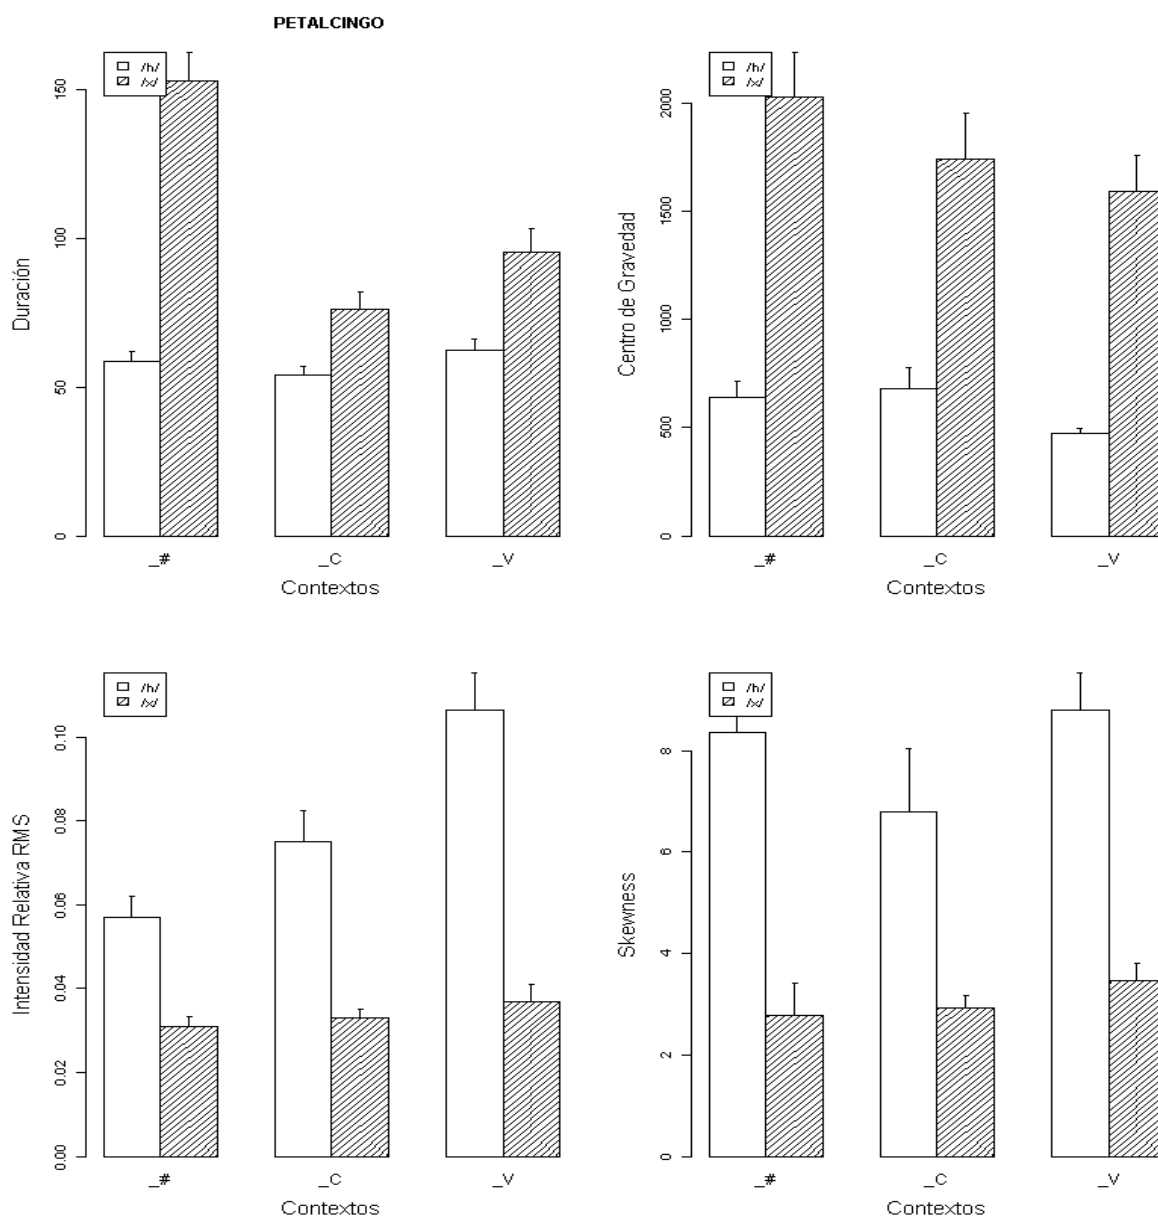 PETALCINGO
/h/
/x/
Duración
150
100
50
0
_#
_C
_V
Contextos
/h/
/x/
Centro de Gravedad
2000
1500
1000
500
0
_#
_C
_V
Contextos
/h/
/x/
Intensidad Relativa RMS
0.10
0.08
0.06
0.04
0.02
0.00
_#
_C
_V
Contextos
/h/
/x/
Skewness
8
6
4
2
0
_#
_C
_V
Contextos